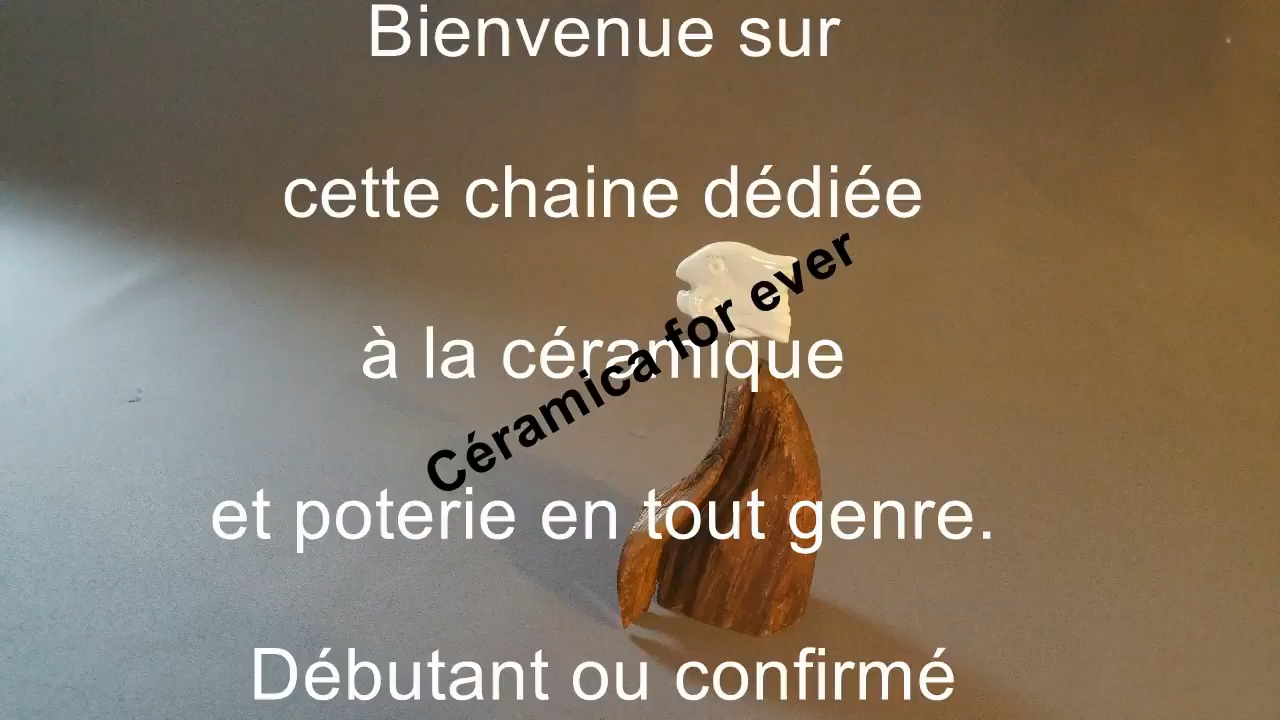 Bienvenue sur
cette chaine dédiée
à la céramique
Céramica for ever
et poterie en tout genre.
Débutant ou confirmé